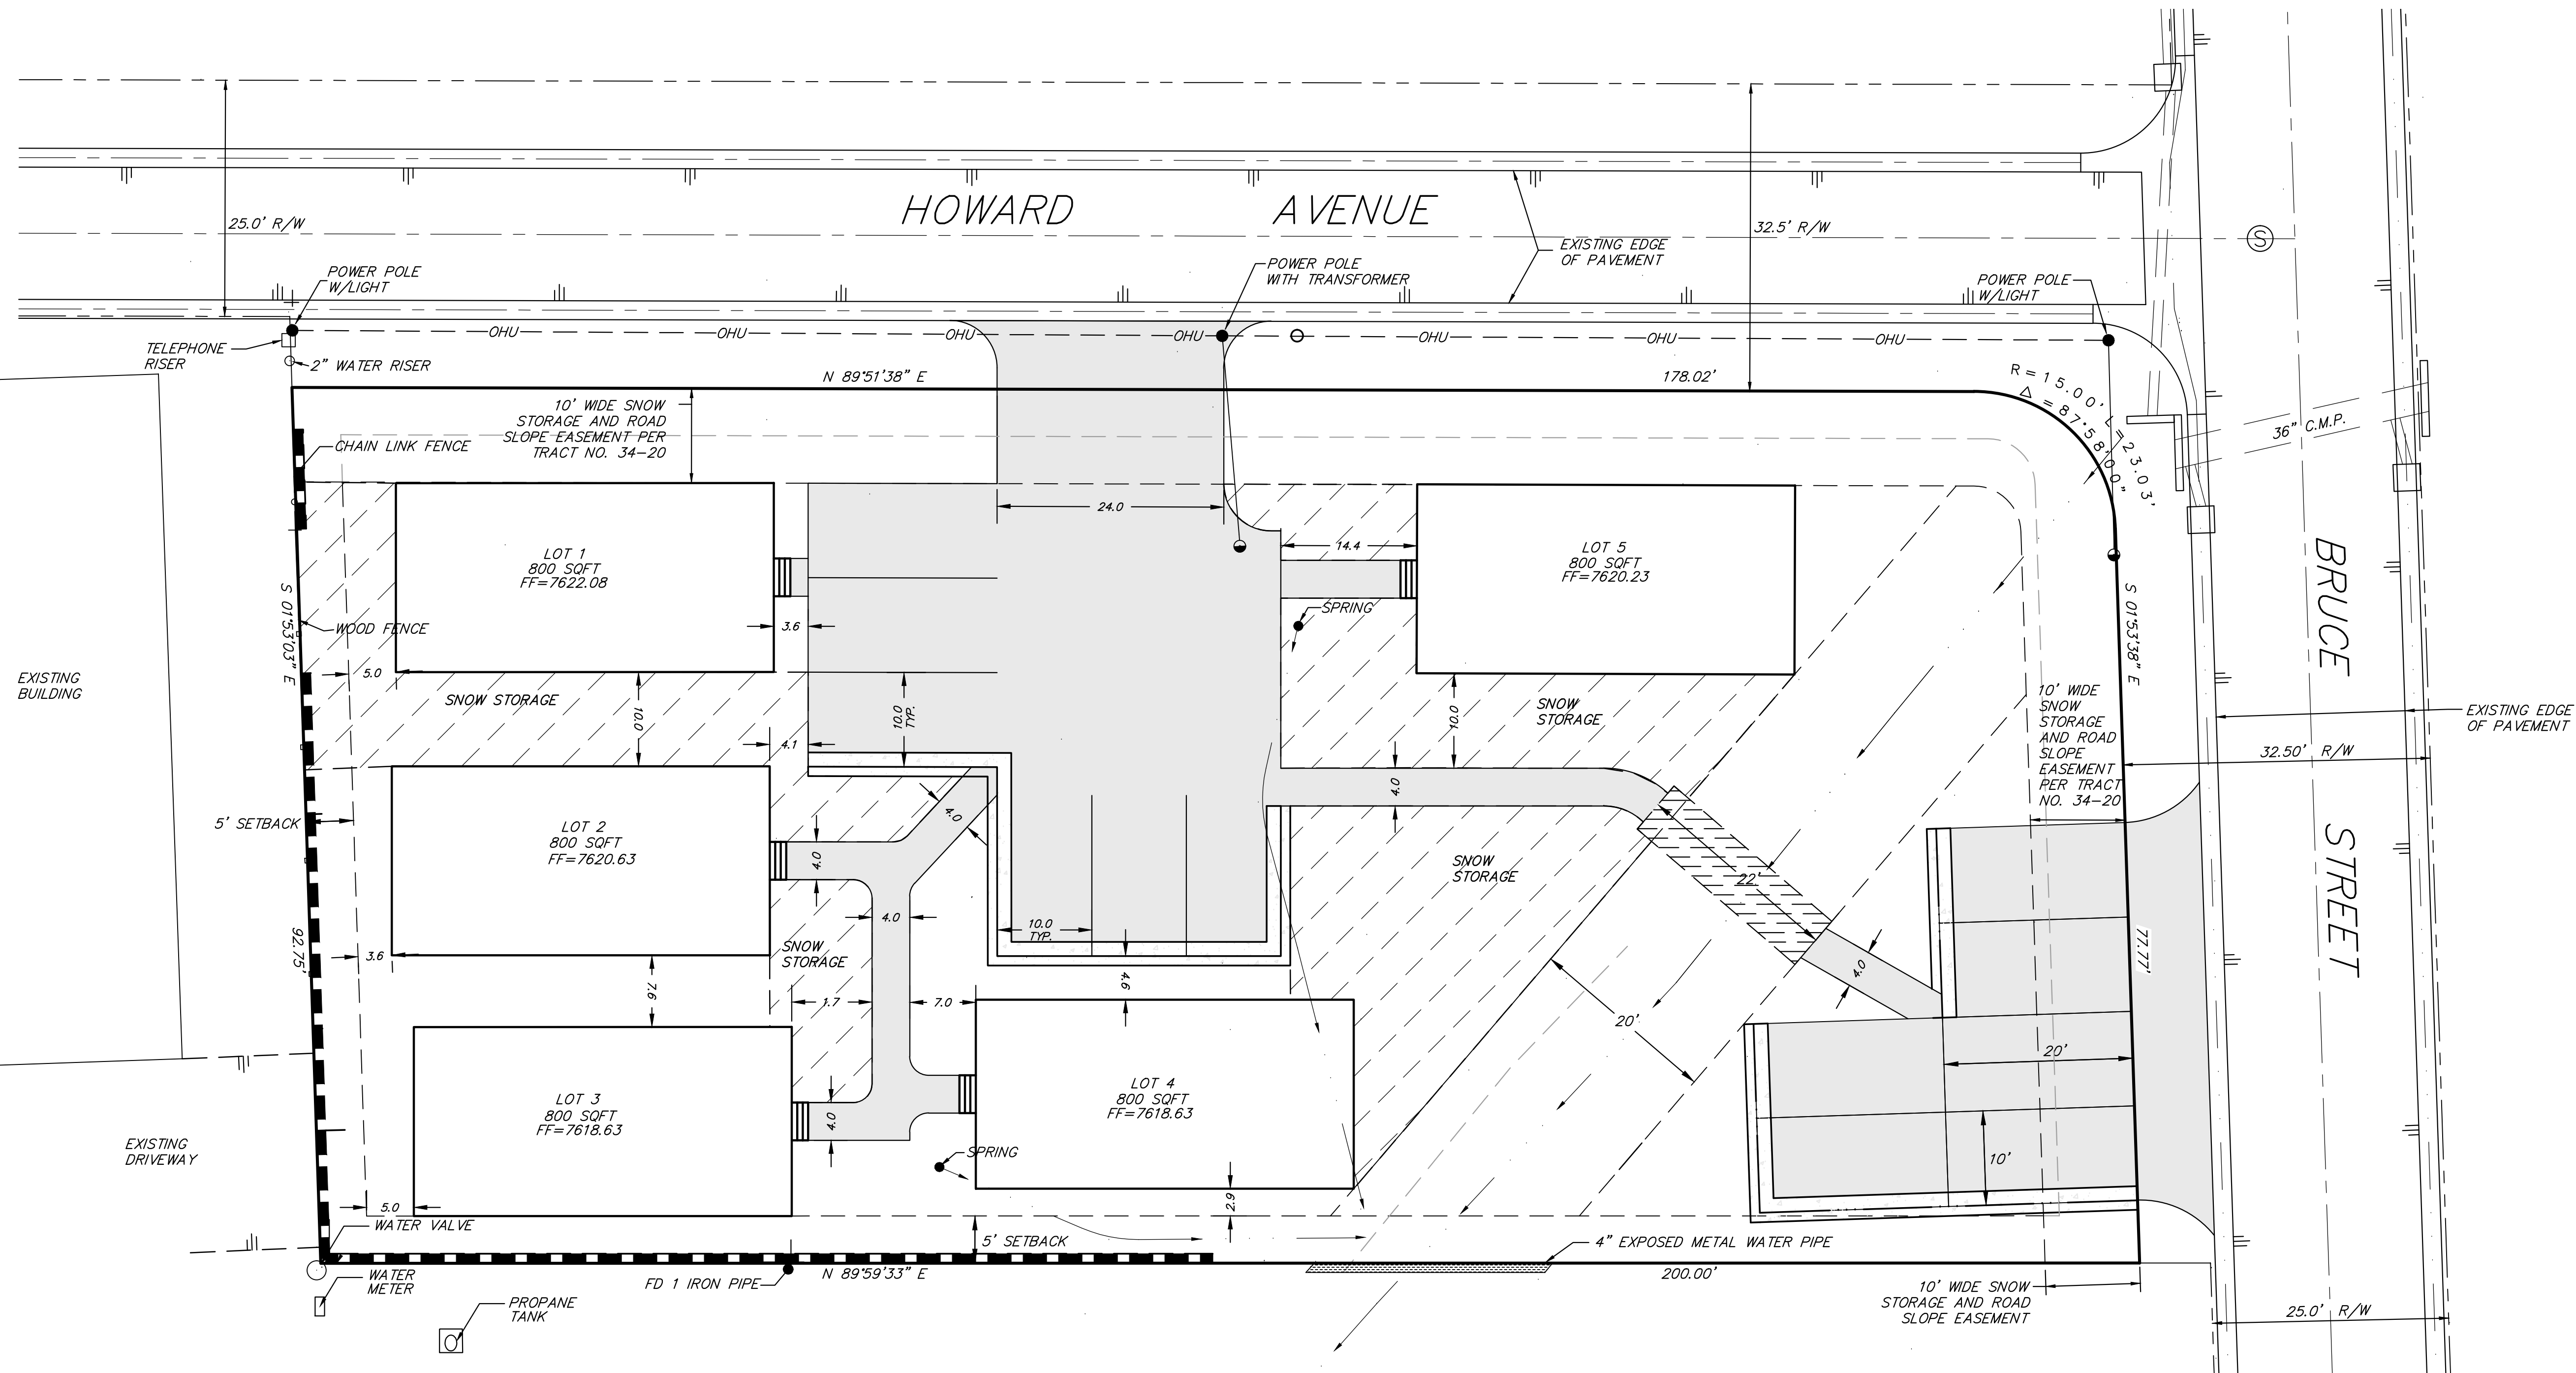 HOWARD AVENUE
25.0' R/W
32.5' R/W
EXISTING EDGE
OF PAVEMENT
POWER POLE
W/LIGHT
POWER POLE
WITH TRANSFORMER
POWER POLE
W/LIGHT
S
OHU
OHU
OHU
OHU
OHU
OHU
OHU
TELEPHONE
RISER
2" WATER RISER
N 89°51'38" E
178.02'
R=15.00' L=23.03'
Δ=87°58'00"
36" C.M.P.
10' WIDE SNOW
STORAGE AND ROAD
SLOPE EASEMENT PER
TRACT NO. 34-20
CHAIN LINK FENCE
24.0
LOT 1
800 SQFT
FF=7622.08
14.4
LOT 5
800 SQFT
FF=7620.23
SPRING
BRUCE STREET
S 01°53'03" E
S 01°53'38" E
WOOD FENCE
3.6
5.0
EXISTING
BUILDING
SNOW STORAGE
10.0
10.0
TYP.
10.0
SNOW
STORAGE
10' WIDE
SNOW
STORAGE
AND ROAD
SLOPE
EASEMENT
PER TRACT
NO. 34-20
EXISTING EDGE
OF PAVEMENT
32.50' R/W
4.1
4.0
4.0
5' SETBACK
LOT 2
800 SQFT
FF=7620.63
4.0
SNOW
STORAGE
22'
4.0
10.0
TYP.
92.75'
3.6
SNOW
STORAGE
77.77'
4.0
7.6
1.7
7.0
4.6
20'
20'
LOT 3
800 SQFT
FF=7618.63
4.0
LOT 4
800 SQFT
FF=7618.63
10'
EXISTING
DRIVEWAY
SPRING
5.0
2.9
WATER VALVE
5' SETBACK
4" EXPOSED METAL WATER PIPE
WATER
METER
FD 1 IRON PIPE
N 89°59'33" E
200.00'
10' WIDE SNOW
STORAGE AND ROAD
SLOPE EASEMENT
PROPANE
TANK
25.0' R/W